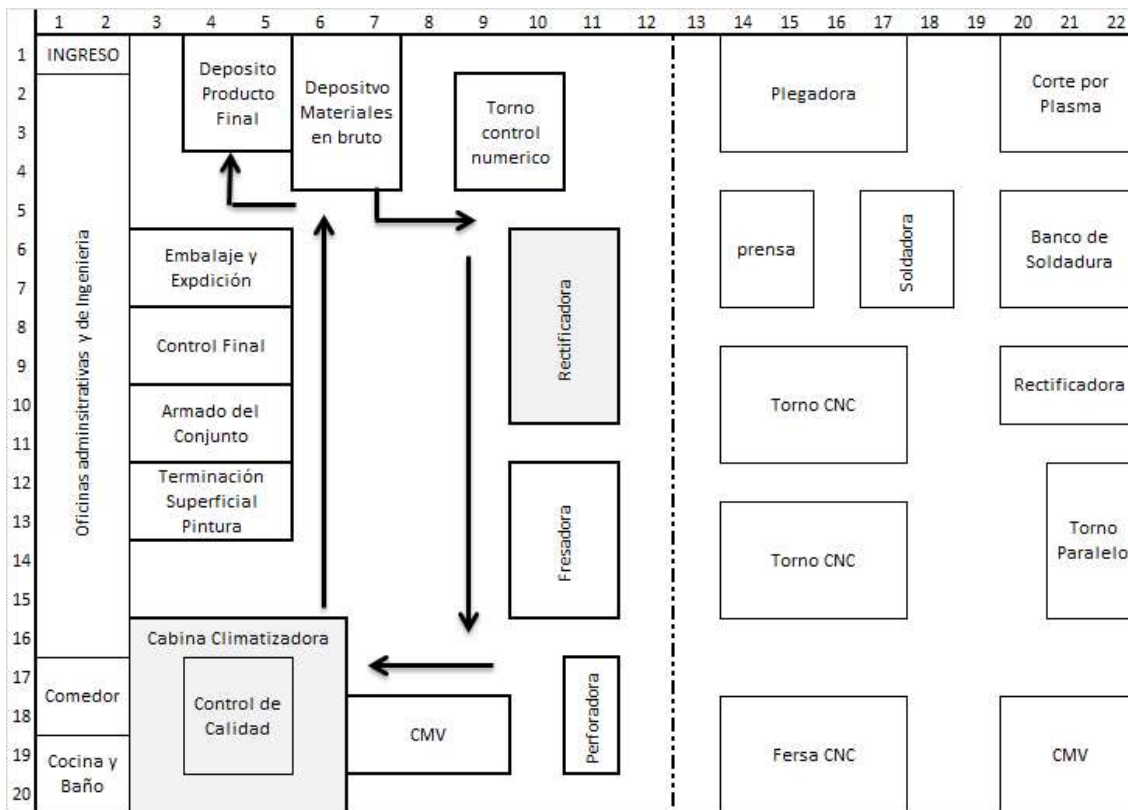 1 2 3 4 5 6 7 8 9 10 11 12 13 14 15 16 17 18 19 20 21 22
1
2
3
4
5
6
7
8
9
10
11
12
13
14
15
16
17
18
19
20
INGRESO
Oficinas adminsitrativas y de Ingenieria
Comedor
Cocina y
Baño
Deposito
Producto
Final
Depositvo
Materiales
en bruto
Torno
control
numerico
Embalaje y
Expdición
Control Final
Armado del
Conjunto
Terminación
Superficial
Pintura
Rectificadora
Fresadora
Cabina Climatizadora
Control de
Calidad
CMV
Perforadora
Plegadora
Corte por
Plasma
prensa
Soldadora
Banco de
Soldadura
Torno CNC
Rectificadora
Torno CNC
Torno
Paralelo
Fersa CNC
CMV